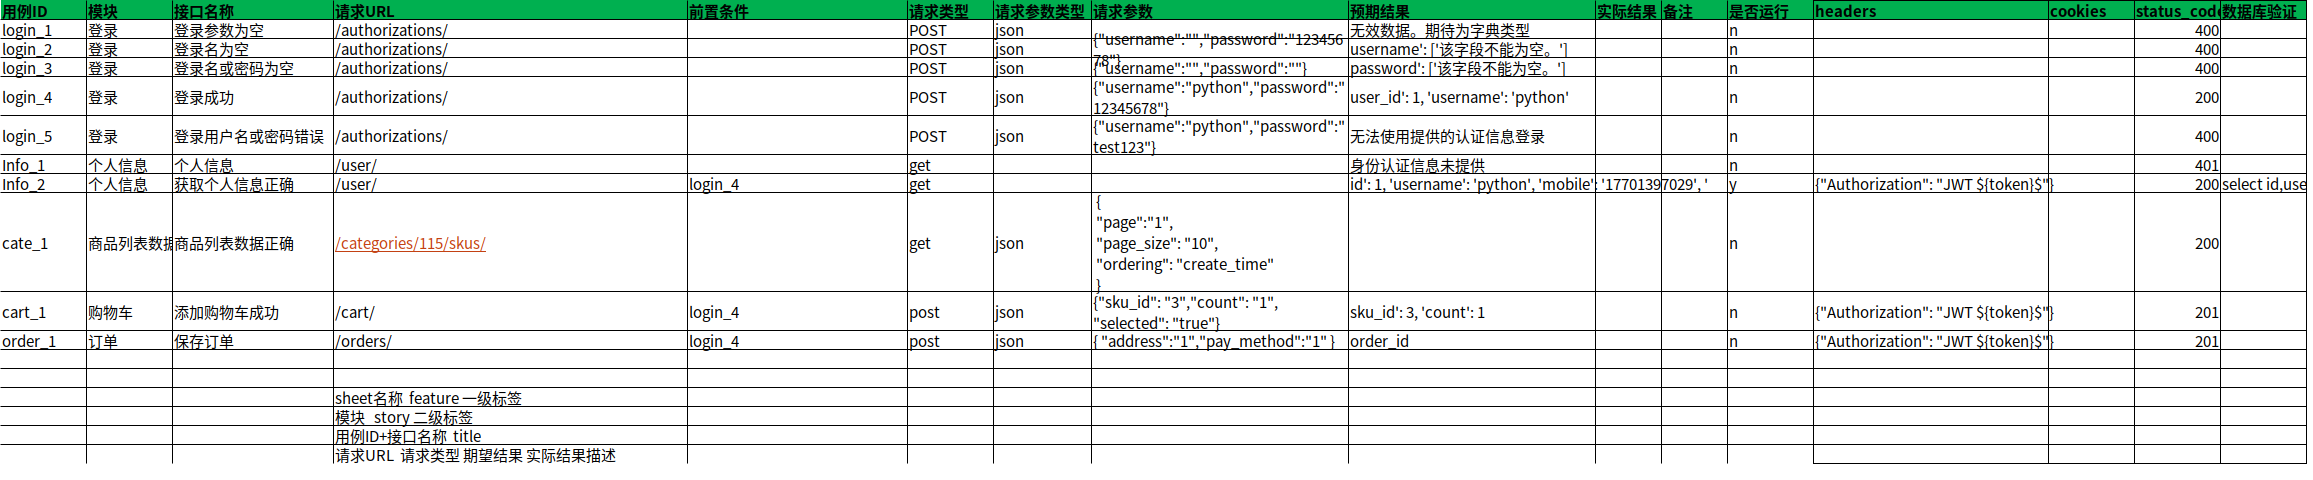 用例ID 模块 接口名称 请求URL 前置条件 请求类型 请求参数类型 请求参数 预期结果 实际结果 备注 是否运行 headers cookies status_code 数据库验证
login_1 登录 登录参数为空 /authorizations/ POST json 无效数据。期待为字典类型 n 400
login_2 登录 登录名为空 /authorizations/ POST json {"username":"","password":"12345678"} username': ['该字段不能为空。'] n 400
login_3 登录 登录名或密码为空 /authorizations/ POST json {"username":"","password":""} password': ['该字段不能为空。'] n 400
login_4 登录 登录成功 /authorizations/ POST json {"username":"python","password":"12345678"} user_id': 1, 'username': 'python' n 200
login_5 登录 登录用户名或密码错误 /authorizations/ POST json {"username":"python","password":"test123"} 无法使用提供的认证信息登录 n 400
Info_1 个人信息 个人信息 /user/ get 身份认证信息未提供 n 401
Info_2 个人信息 获取个人信息正确 /user/ login_4 get id': 1, 'username': 'python', 'mobile': '17701397029', ' y {"Authorization": "JWT ${token}$"} 200 select id,use
cate_1 商品列表数据 商品列表数据正确 /categories/115/skus/ get json
{
"page":"1",
"page_size": "10",
"ordering": "create_time"
}
n 200
cart_1 购物车 添加购物车成功 /cart/ login_4 post json {"sku_id": "3","count": "1",
"selected": "true"} sku_id': 3, 'count': 1 n {"Authorization": "JWT ${token}$"} 201
order_1 订单 保存订单 /orders/ login_4 post json { "address":"1","pay_method":"1" } order_id n {"Authorization": "JWT ${token}$"} 201
sheet名称 feature 一级标签
模块 story 二级标签
用例ID+接口名称 title
请求URL 请求类型 期望结果 实际结果描述